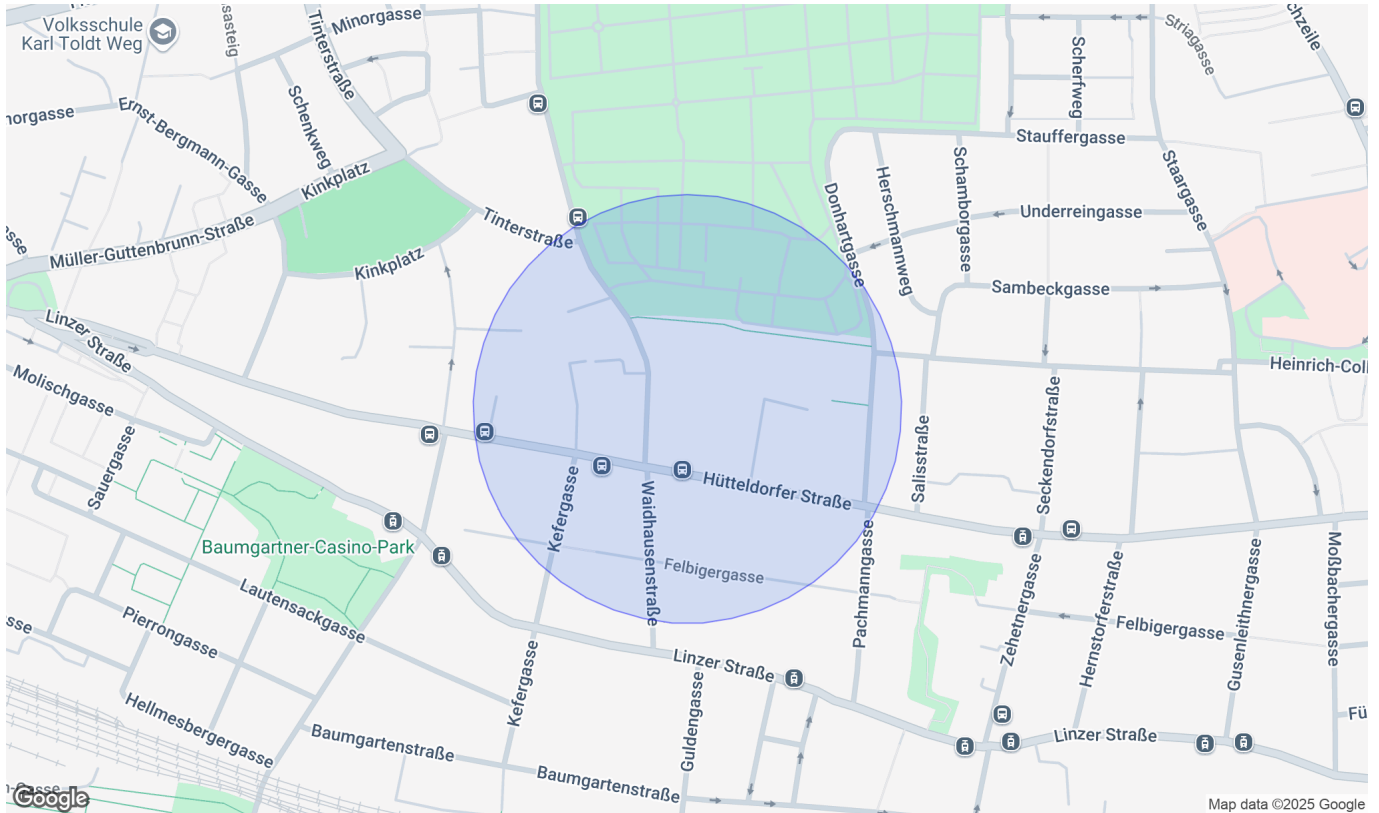 Volksschule
Karl Toldt Weg
Minorgasse
Tinterstraße
Striagasse
Scherfweg
Schenkweg
Ernst-Bergmann-Gasse
norgasse
Stauffergasse
Kinkplatz
Staargasse
Schamborgasse
Herschmannweg
Donhartgasse
Underreingasse
Tinterstraße
Müller-Guttenbrunn-Straße
Kinkplatz
Sambeckgasse
Linzer Straße
Heinrich-Coll
Molischgasse
Sauergasse
Salisstraße
Seckendorfstraße
Hütteldorfer Straße
Kefergasse
Waidhausenstraße
Baumgartner-Casino-Park
Felbigergasse
Pachmanngasse
Lautensackgasse
Pierrongasse
Zehetnergasse
Hernstorferstraße
Felbigergasse
Gusenleithnergasse
Moßbachergasse
Linzer Straße
Kefergasse
Guldengasse
Hellmesbergergasse
Baumgartenstraße
Linzer Straße
Baumgartenstraße
Fü
Google
Map data ©2025 Google